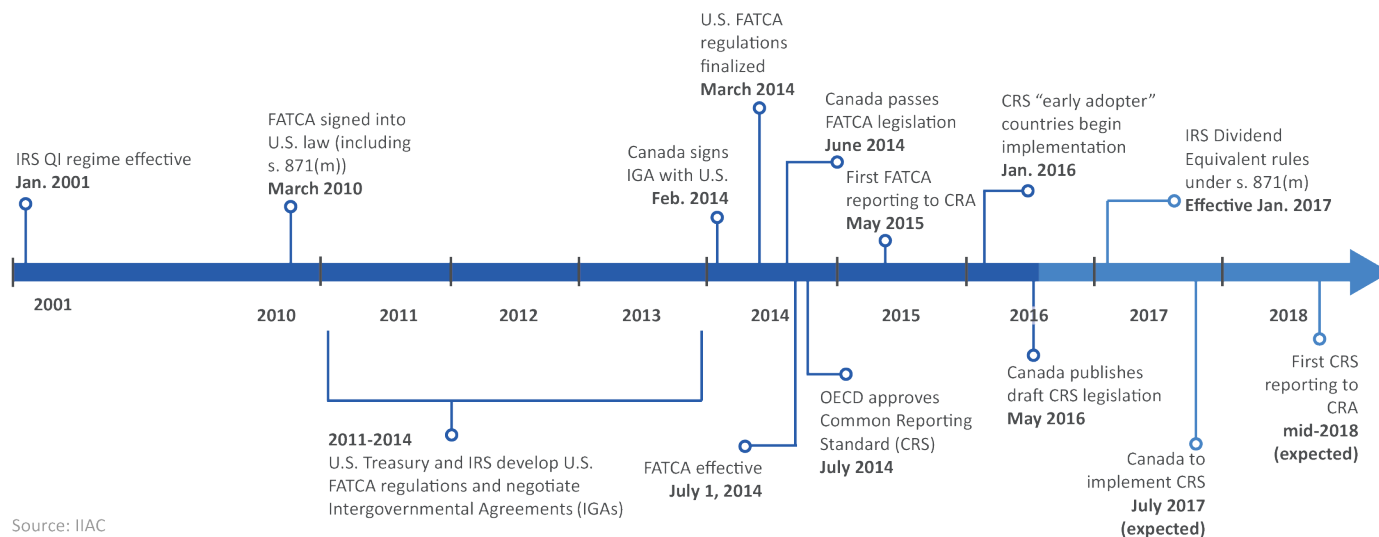 IRS QI regime effective
Jan. 2001
FATCA signed into
U.S. law (including
s. 871(m))
March 2010
Canada signs
IGA with U.S.
Feb. 2014
U.S. FATCA
regulations
finalized
March 2014
Canada passes
FATCA legislation
June 2014
First FATCA
reporting to CRA
May 2015
CRS “early adopter”
countries begin
implementation
Jan. 2016
IRS Dividend
Equivalent rules
under s. 871(m)
Effective Jan. 2017
2001
2010
2011
2012
2013
2014
2015
2016
2017
2018
2011-2014
U.S. Treasury and IRS develop U.S.
FATCA regulations and negotiate
Intergovernmental Agreements (IGAs)
FATCA effective
July 1, 2014
OECD approves
Common Reporting
Standard (CRS)
July 2014
Canada publishes
draft CRS legislation
May 2016
Canada to
implement CRS
July 2017
(expected)
First CRS
reporting to
CRA
mid-2018
(expected)
Source: IIAC